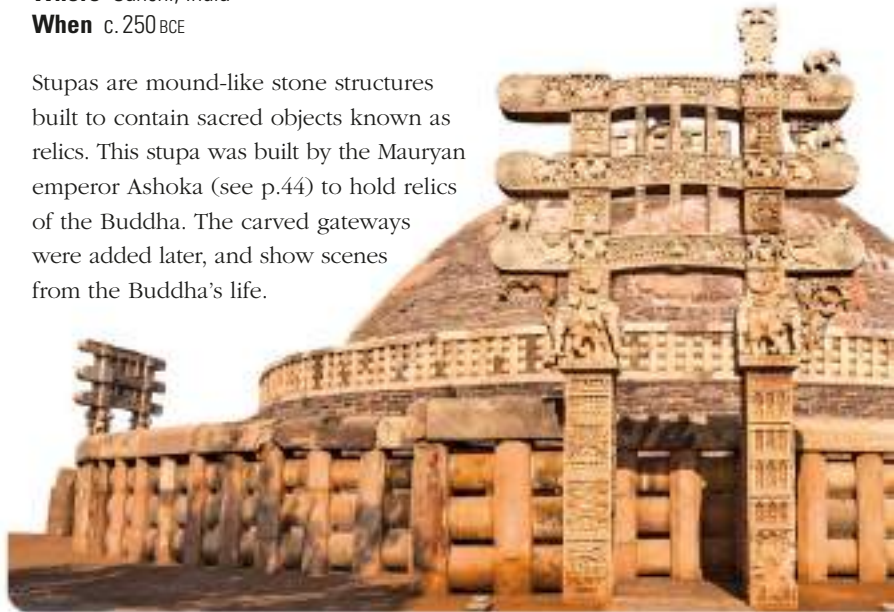 When c. 250 BCE
Stupas are mound-like stone structures
built to contain sacred objects known as
relics. This stupa was built by the Mauryan
emperor Ashoka (see p.44) to hold relics
of the Buddha. The carved gateways
were added later, and show scenes
from the Buddha’s life.